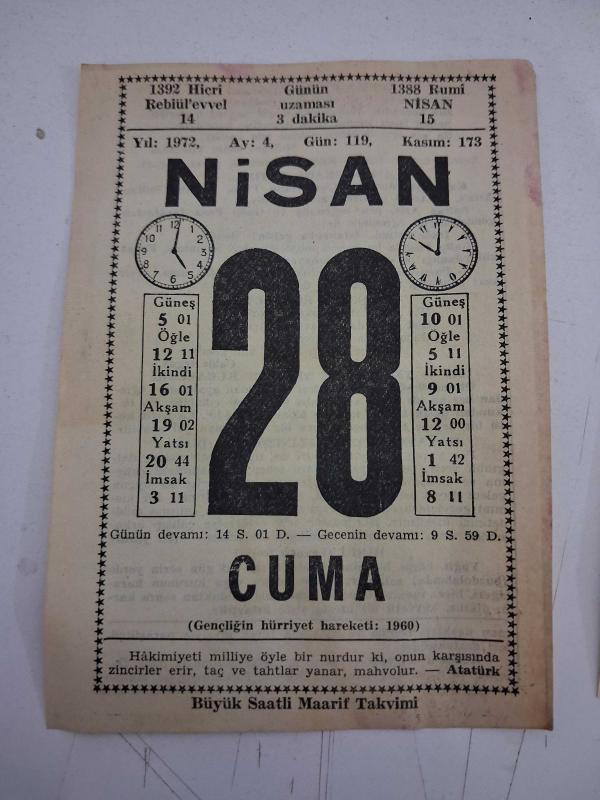 1392 Hicrî Günün 1388 Rumî
Rebiül'evvel uzaması NİSAN
14 3 dakika 15
Yıl: 1972, Ay: 4, Gün: 119, Kasım: 173
NiSAN
28
Güneş
5 01
Öğle
12 11
İkindi
16 01
Akşam
19 02
Yatsı
20 44
İmsak
3 11
Güneş
10 01
Öğle
5 11
İkindi
9 01
Akşam
12 00
Yatsı
1 42
İmsak
8 11
Günün devamı: 14 S. 01 D. — Gecenin devamı: 9 S. 59 D.
CUMA
(Gençliğin hürriyet hareketi: 1960)
Hâkimiyeti milliye öyle bir nurdur ki, onun karşısında
zincirler erir, taç ve tahtlar yanar, mahvolur. — Atatürk
Büyük Saatli Maarif Takvimi